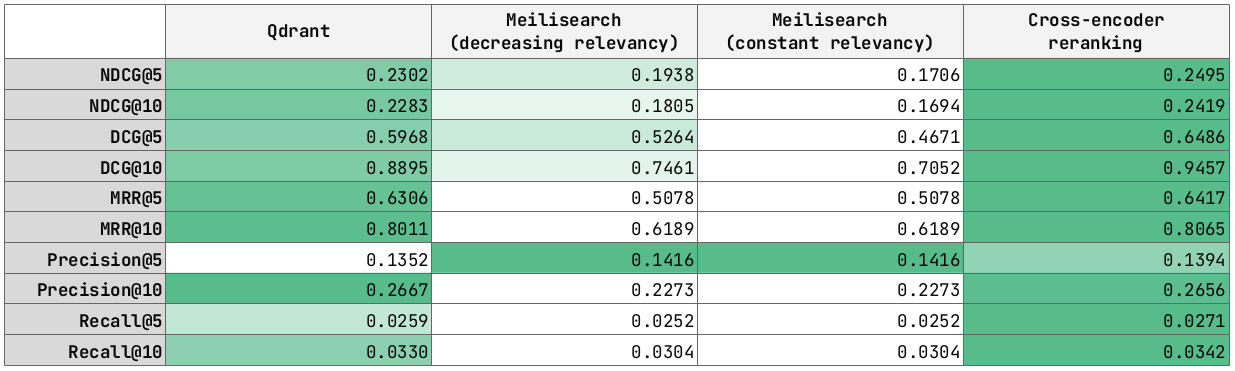 Qdrant Meilisearch (decreasing relevancy) Meilisearch (constant relevancy) Cross-encoder reranking
NDCG@5 0.2302 0.1938 0.1706 0.2495
NDCG@10 0.2283 0.1805 0.1694 0.2419
DCG@5 0.5968 0.5264 0.4671 0.6486
DCG@10 0.8895 0.7461 0.7052 0.9457
MRR@5 0.6306 0.5078 0.5078 0.6417
MRR@10 0.8011 0.6189 0.6189 0.8065
Precision@5 0.1352 0.1416 0.1416 0.1394
Precision@10 0.2667 0.2273 0.2273 0.2656
Recall@5 0.0259 0.0252 0.0252 0.0271
Recall@10 0.0330 0.0304 0.0304 0.0342